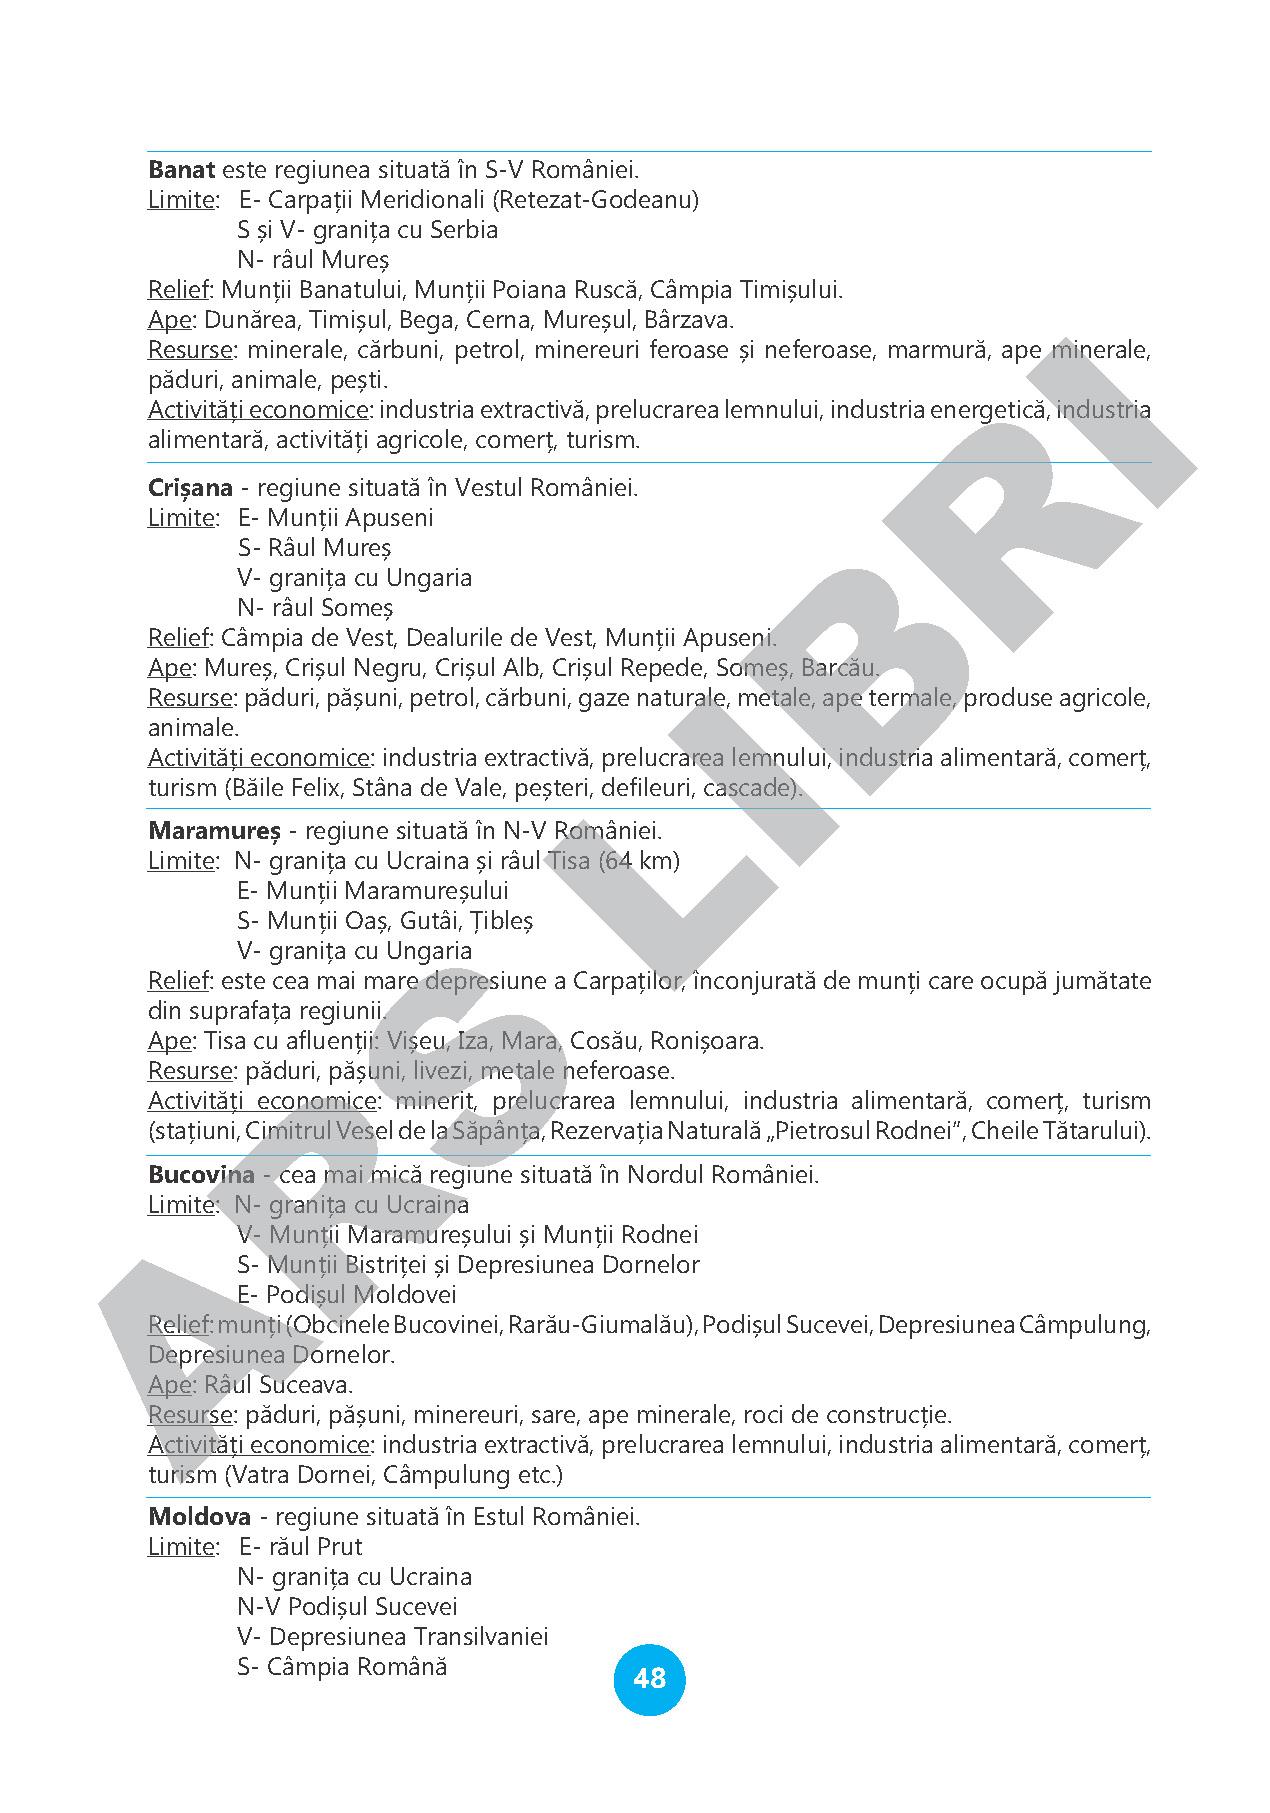 Banat este regiunea situată în S-V României.
Limite: E- Carpații Meridionali (Retezat-Godeanu)
S și V- granița cu Serbia
N- râul Mureș
Relief: Munții Banatului, Munții Poiana Ruscă, Câmpia Timișului.
Ape: Dunărea, Timișul, Bega, Cerna, Mureșul, Bârzava.
Resurse: minerale, cărbuni, petrol, minereuri feroase și neferoase, marmură, ape minerale,
păduri, animale, pești.
Activități economice: industria extractivă, prelucrarea lemnului, industria energetică, industria
alimentară, activități agricole, comerț, turism.
Crișana - regiune situată în Vestul României.
Limite: E- Munții Apuseni
S- Râul Mureș
V- granița cu Ungaria
N- râul Someș
Relief: Câmpia de Vest, Dealurile de Vest, Munții Apuseni.
Ape: Mureș, Crișul Negru, Crișul Alb, Crișul Repede, Someș, Barcău.
Resurse: păduri, pășuni, petrol, cărbuni, gaze naturale, metale, ape termale, produse agricole,
animale.
Activități economice: industria extractivă, prelucrarea lemnului, industria alimentară, comerț,
turism (Băile Felix, Stâna de Vale, peșteri, defileuri, cascade).
Maramureș - regiune situată în N-V României.
Limite: N- granița cu Ucraina și râul Tisa (64 km)
E- Munții Maramureșului
S- Munții Oaș, Gutâi, Țibleș
V- granița cu Ungaria
Relief: este cea mai mare depresiune a Carpaților, înconjurată de munți care ocupă jumătate
din suprafața regiunii.
Ape: Tisa cu afluenții: Vișeu, Iza, Mara, Cosău, Ronișoara.
Resurse: păduri, pășuni, livezi, metale neferoase.
Activități economice: minerit, prelucrarea lemnului, industria alimentară, comerț, turism
(stațiuni, Cimitrul Vesel de la Săpânța, Rezervația Naturală „Pietrosul Rodnei”, Cheile Tătarului).
Bucovina - cea mai mică regiune situată în Nordul României.
Limite: N- granița cu Ucraina
V- Munții Maramureșului și Munții Rodnei
S- Munții Bistriței și Depresiunea Dornelor
E- Podișul Moldovei
Relief: munți (Obcinele Bucovinei, Rarău-Giumalău), Podișul Sucevei, Depresiunea Câmpulung,
Depresiunea Dornelor.
Ape: Râul Suceava.
Resurse: păduri, pășuni, minereuri, sare, ape minerale, roci de construcție.
Activități economice: industria extractivă, prelucrarea lemnului, industria alimentară, comerț,
turism (Vatra Dornei, Câmpulung etc.)
Moldova - regiune situată în Estul României.
Limite: E- răul Prut
N- granița cu Ucraina
N-V Podișul Sucevei
V- Depresiunea Transilvaniei
S- Câmpia Română
48
ARS LIBRI